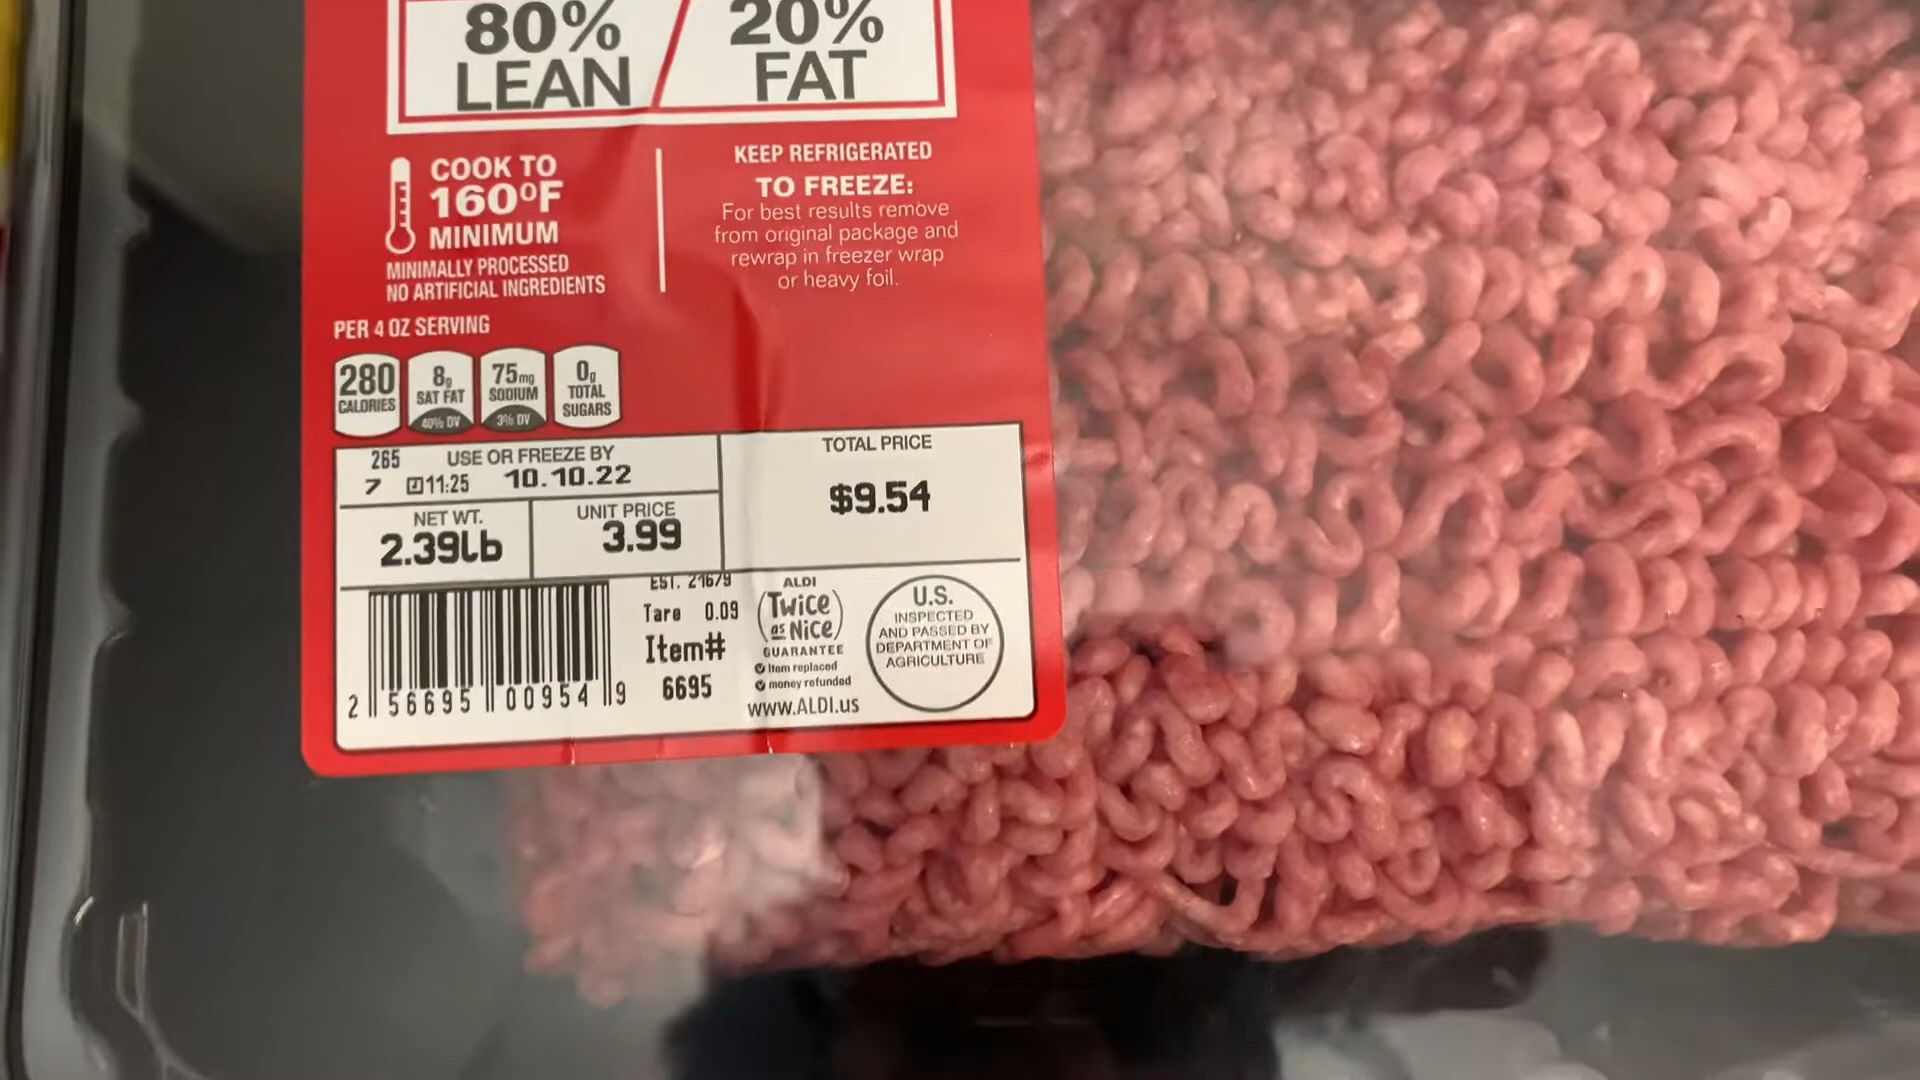 80% LEAN / 20% FAT
COOK TO
160ºF
MINIMUM
MINIMALLY PROCESSED
NO ARTIFICIAL INGREDIENTS
KEEP REFRIGERATED
TO FREEZE:
For best results remove
from original package and
rewrap in freezer wrap
or heavy foil.
PER 4 OZ SERVING
280 CALORIES
8g SAT FAT 40% DV
75mg SODIUM 3% DV
0g TOTAL SUGARS
265 USE OR FREEZE BY
7 11:25 10.10.22
NET WT.
2.39lb
UNIT PRICE
3.99
TOTAL PRICE
$9.54
2 56695 00954 9
EST. 21679
Tare 0.09
Item#
6695
ALDI
Twice
as Nice
GUARANTEE
Item replaced
money refunded
www.ALDI.us
U.S.
INSPECTED
AND PASSED BY
DEPARTMENT OF
AGRICULTURE